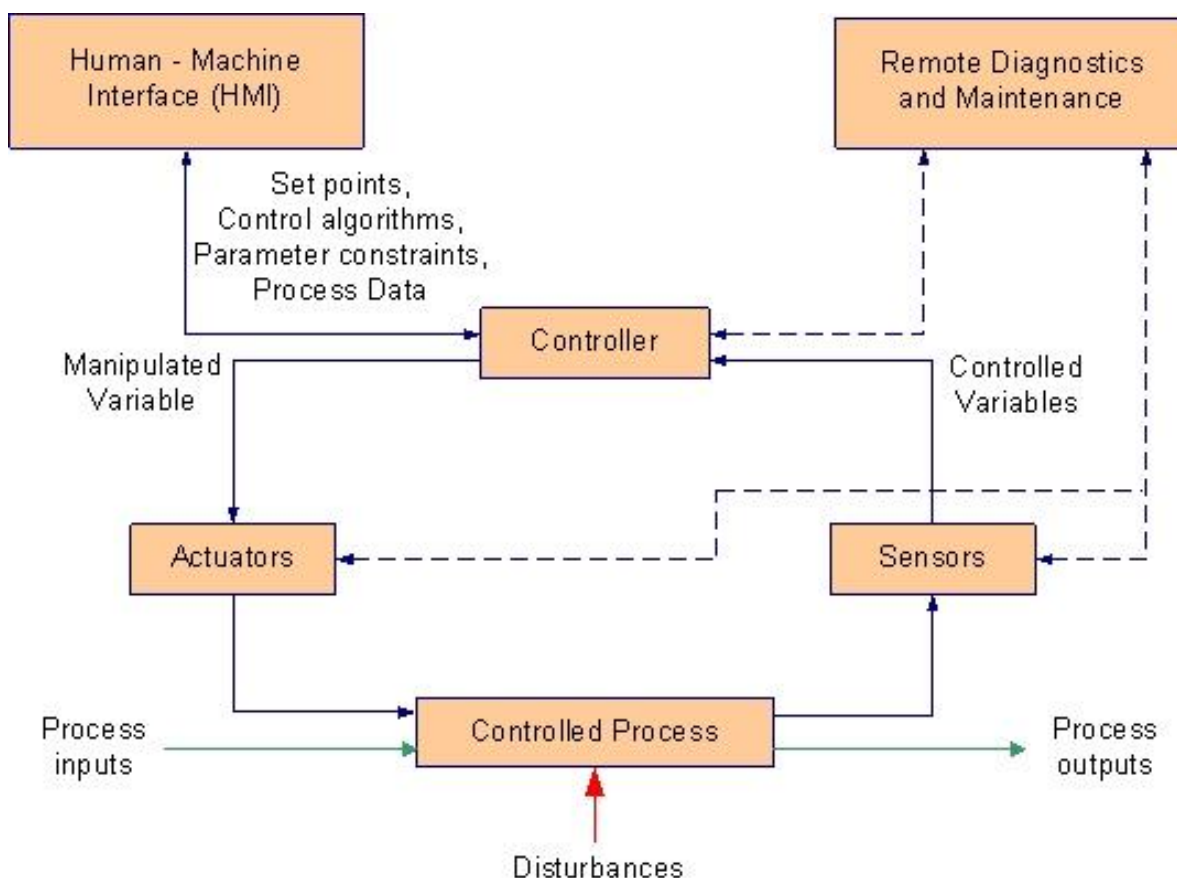 Human - Machine
Interface (HMI)
Remote Diagnostics
and Maintenance
Set points,
Control algorithms,
Parameter constraints,
Process Data
Controller
Manipulated
Variable
Controlled
Variables
Actuators
Sensors
Process
inputs
Controlled Process
Process
outputs
Disturbances